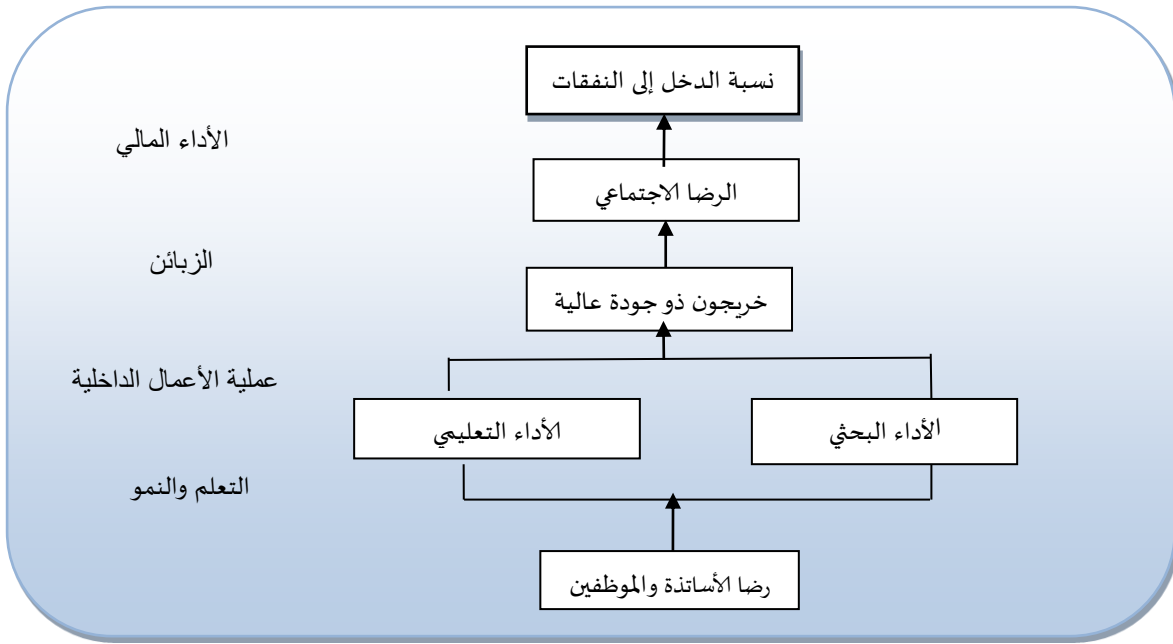 نسبة الدخل إلى النفقات
الأداء المالي
الرضا الاجتماعي
الزبائن
خريجون ذو جودة عالية
عملية الأعمال الداخلية
الأداء البحثي
الأداء التعليمي
التعلم والنمو
رضا الأساتذة والموظفين